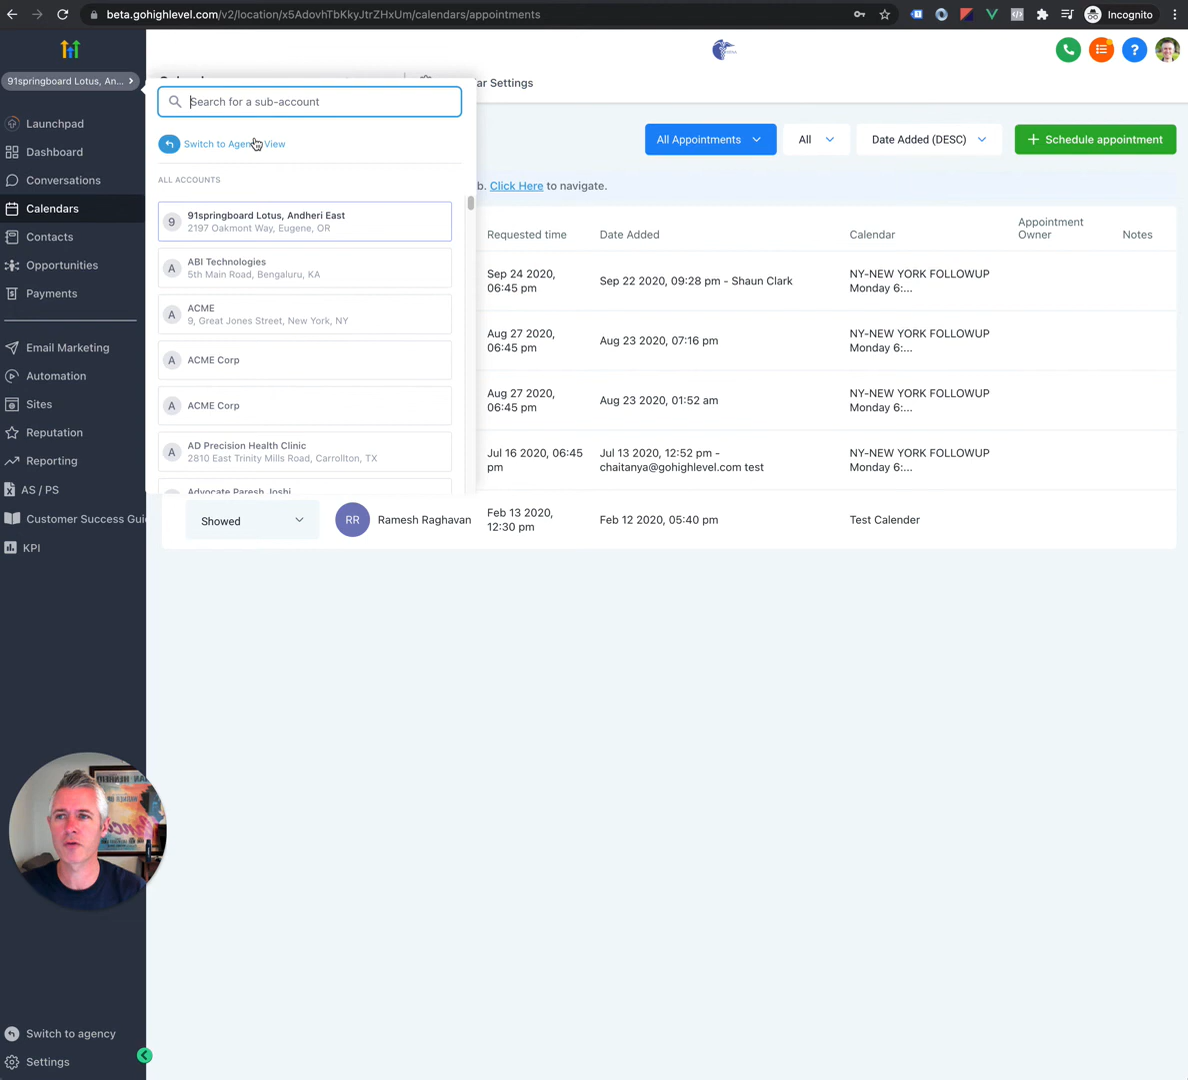 beta.gohighlevel.com/v2/location/x5AdovhTbKkyJtrZHxUm/calendars/appointments
Incognito
91springboard Lotus, An...
Launchpad
Dashboard
Conversations
Calendars
Contacts
Opportunities
Payments
Email Marketing
Automation
Sites
Reputation
Reporting
AS / PS
Customer Success Gui
KPI
Switch to agency
Settings
Search for a sub-account
Switch to Agency View
ALL ACCOUNTS
9
91springboard Lotus, Andheri East
2197 Oakmont Way, Eugene, OR
A
ABI Technologies
5th Main Road, Bengaluru, KA
A
ACME
9, Great Jones Street, New York, NY
A
ACME Corp
A
ACME Corp
A
AD Precision Health Clinic
2810 East Trinity Mills Road, Carrollton, TX
Advocate Paresh Joshi
ar Settings
All Appointments
All
Date Added (DESC)
+ Schedule appointment
b. Click Here to navigate.
Requested time
Date Added
Calendar
Appointment
Owner
Notes
Sep 24 2020,
06:45 pm
Sep 22 2020, 09:28 pm - Shaun Clark
NY-NEW YORK FOLLOWUP
Monday 6:...
Aug 27 2020,
06:45 pm
Aug 23 2020, 07:16 pm
NY-NEW YORK FOLLOWUP
Monday 6:...
Aug 27 2020,
06:45 pm
Aug 23 2020, 01:52 am
NY-NEW YORK FOLLOWUP
Monday 6:...
Jul 16 2020, 06:45
pm
Jul 13 2020, 12:52 pm -
chaitanya@gohighlevel.com test
NY-NEW YORK FOLLOWUP
Monday 6:...
Showed
RR
Ramesh Raghavan
Feb 13 2020,
12:30 pm
Feb 12 2020, 05:40 pm
Test Calender